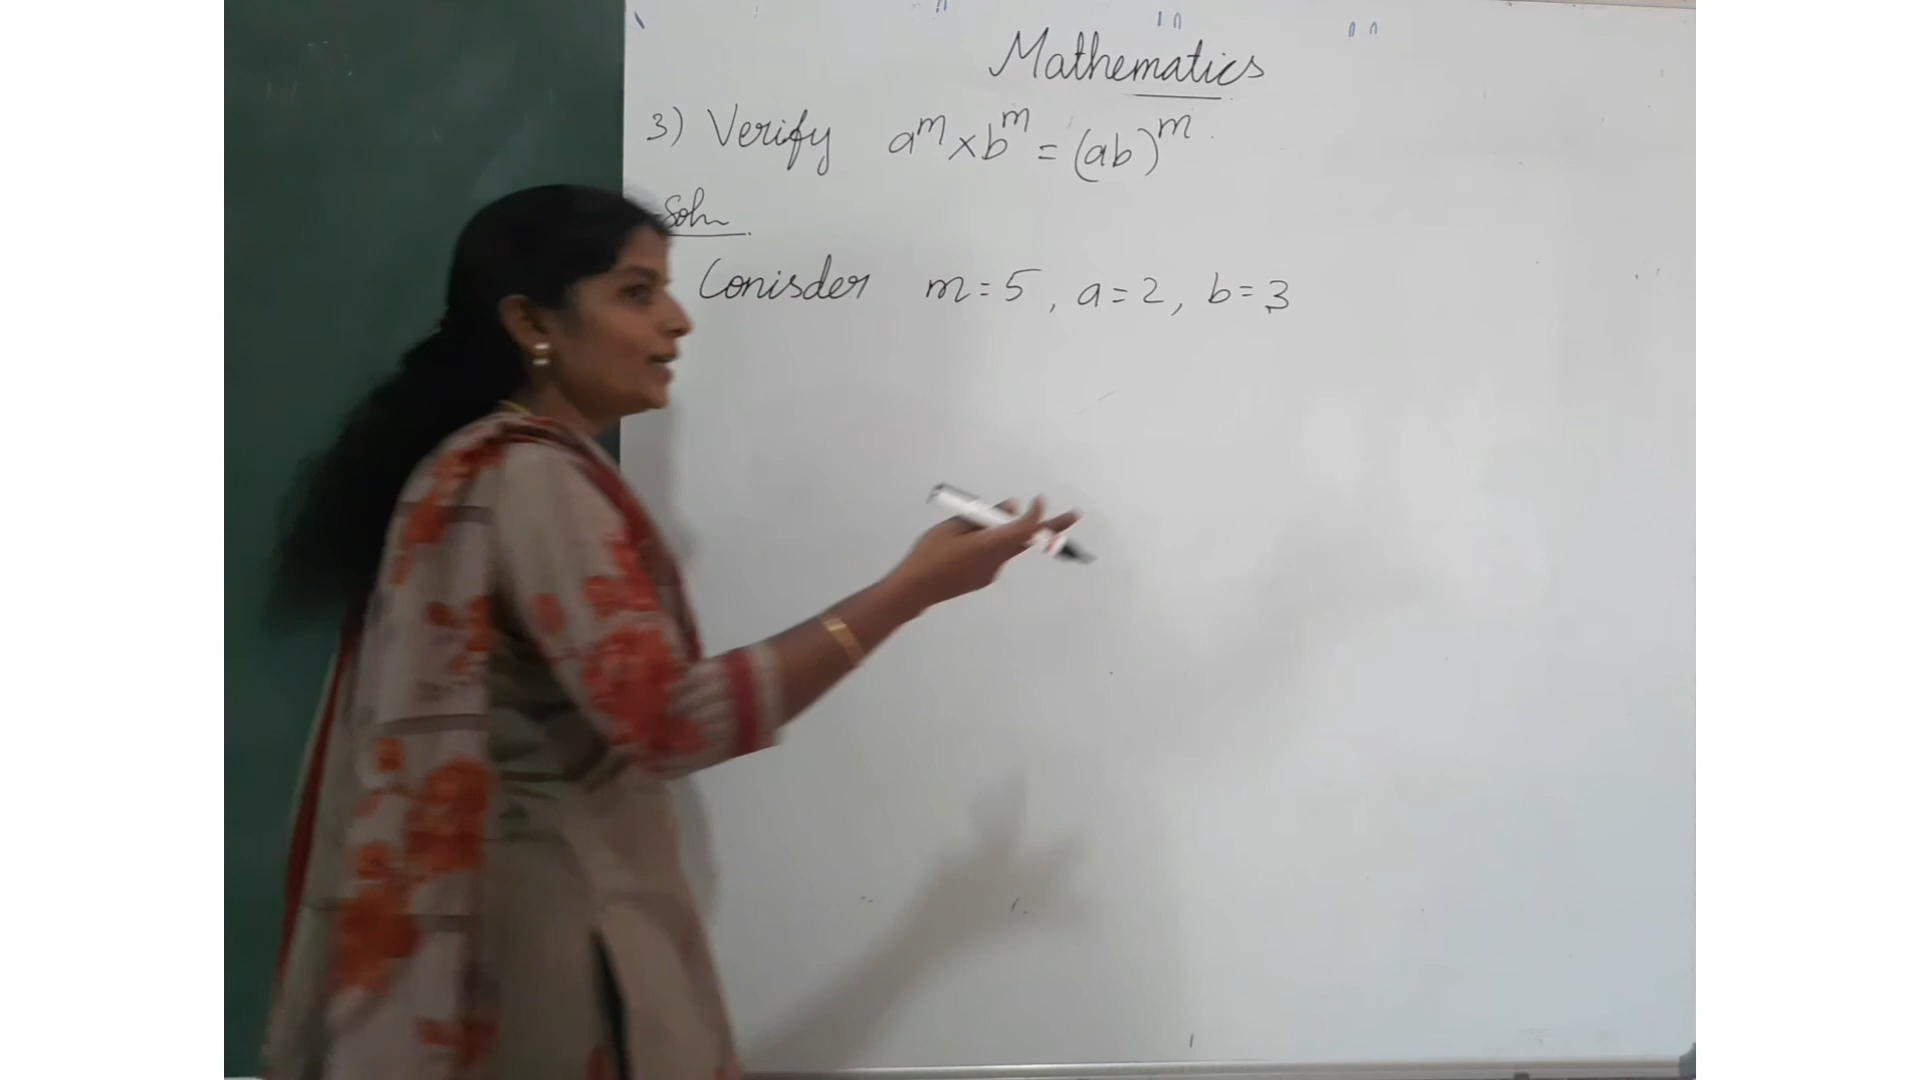 Mathematics
3) Verify a^m × b^m = (ab)^m
Soln
Conisder m = 5, a = 2, b = 3